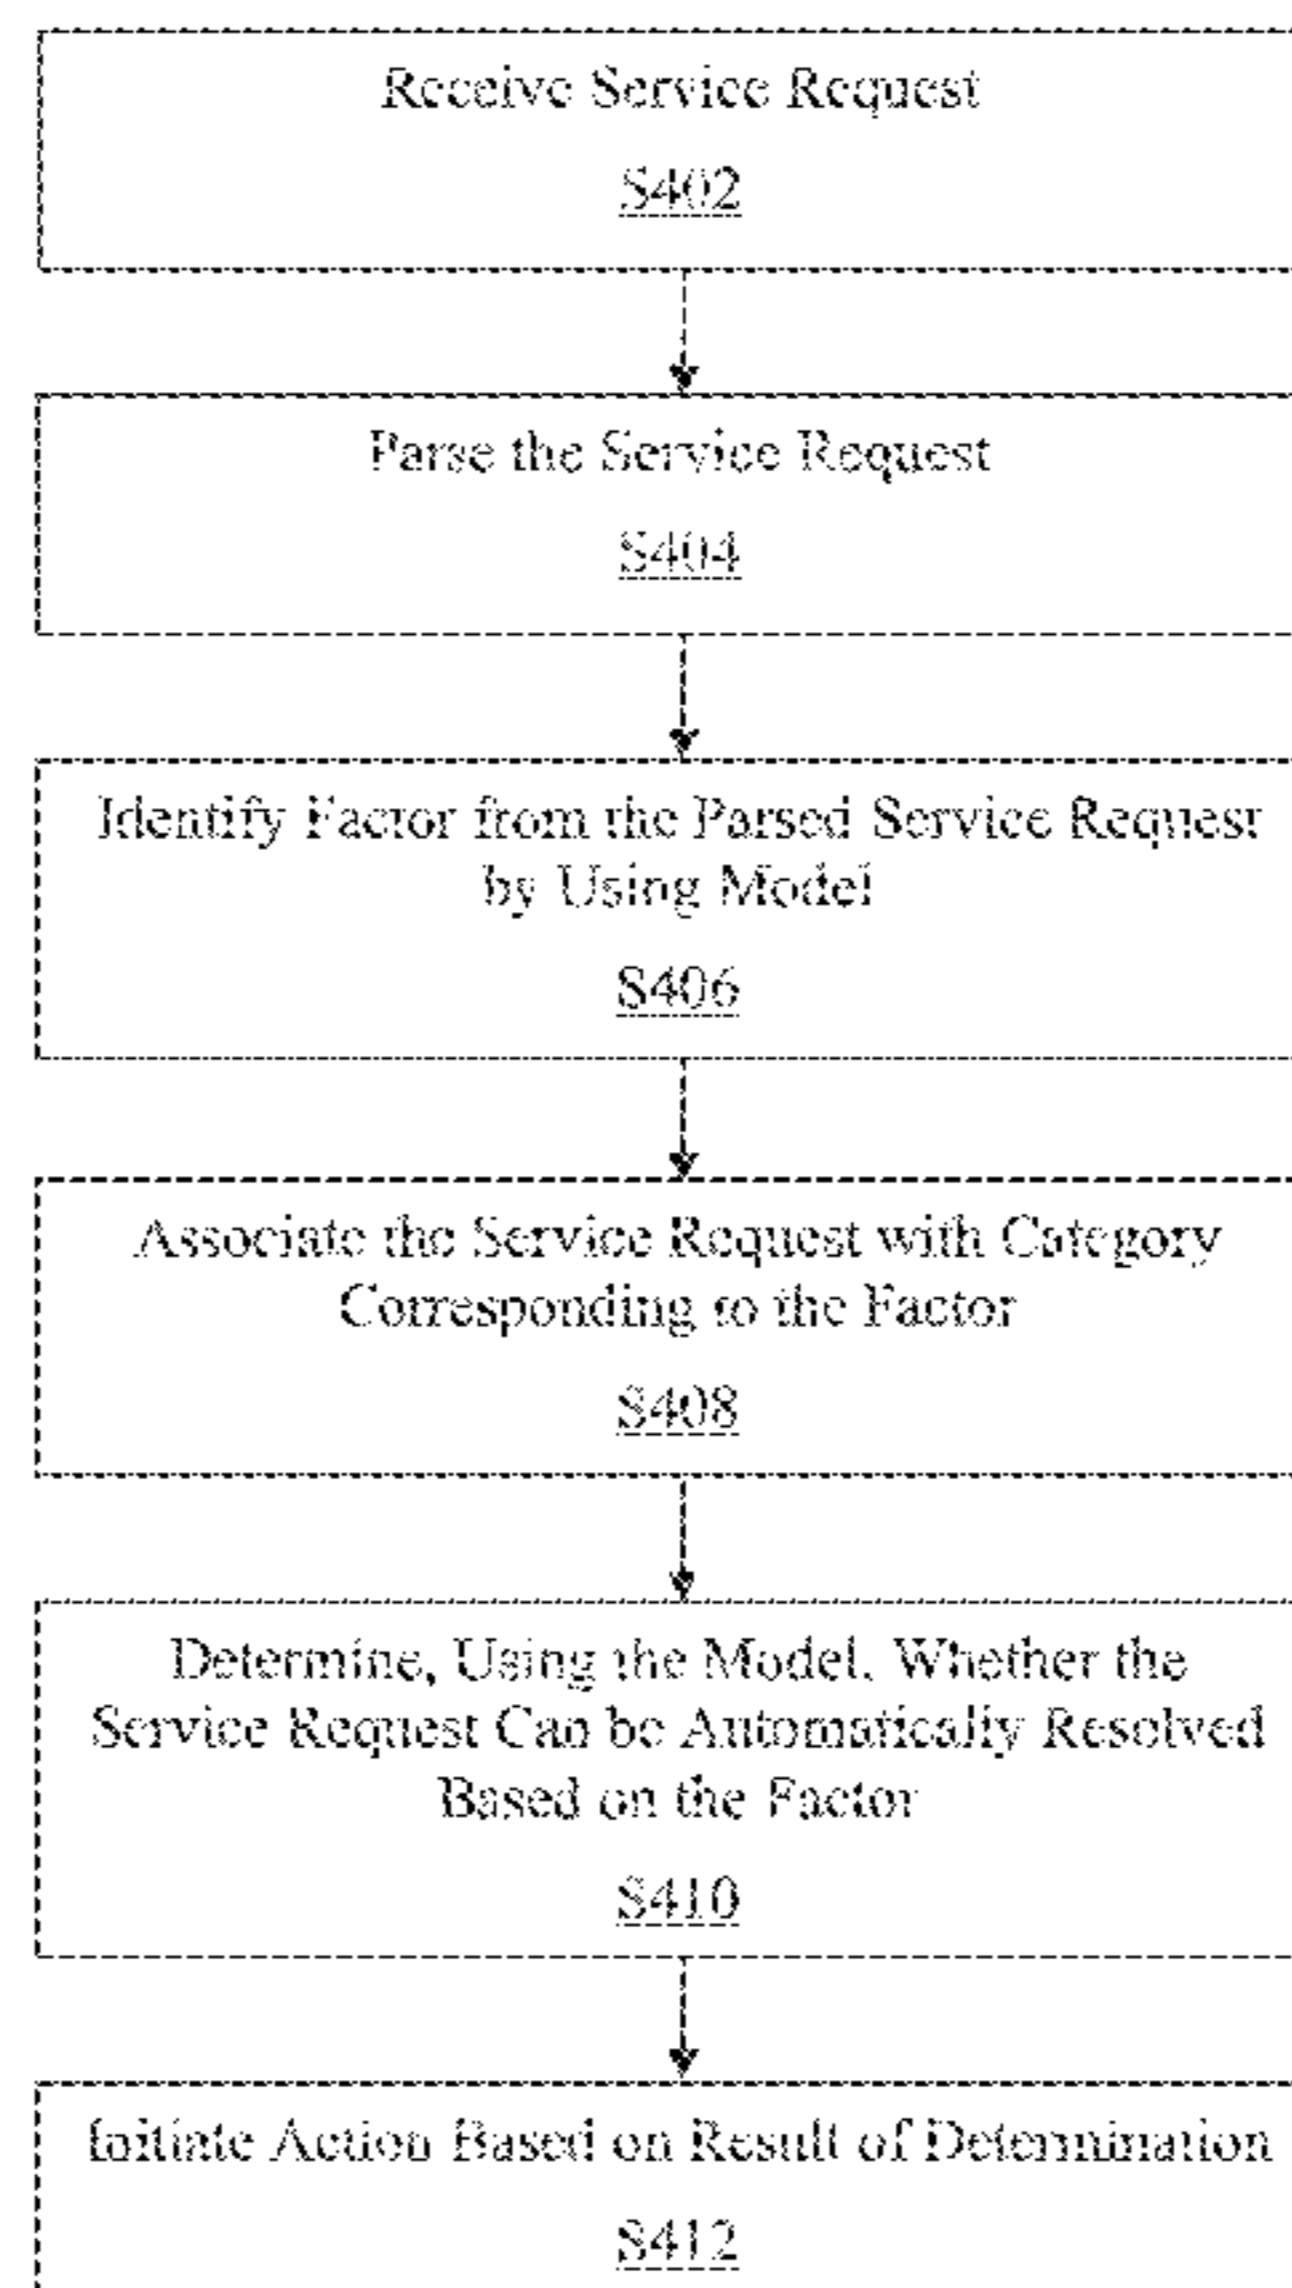 Receive Service Request
S402
Parse the Service Request
S404
Identify Factor from the Parsed Service Request
by Using Model
S406
Associate the Service Request with Category
Corresponding to the Factor
S408
Determine, Using the Model, Whether the
Service Request Can be Automatically Resolved
Based on the Factor
S410
Initiate Action Based on Result of Determination
S412